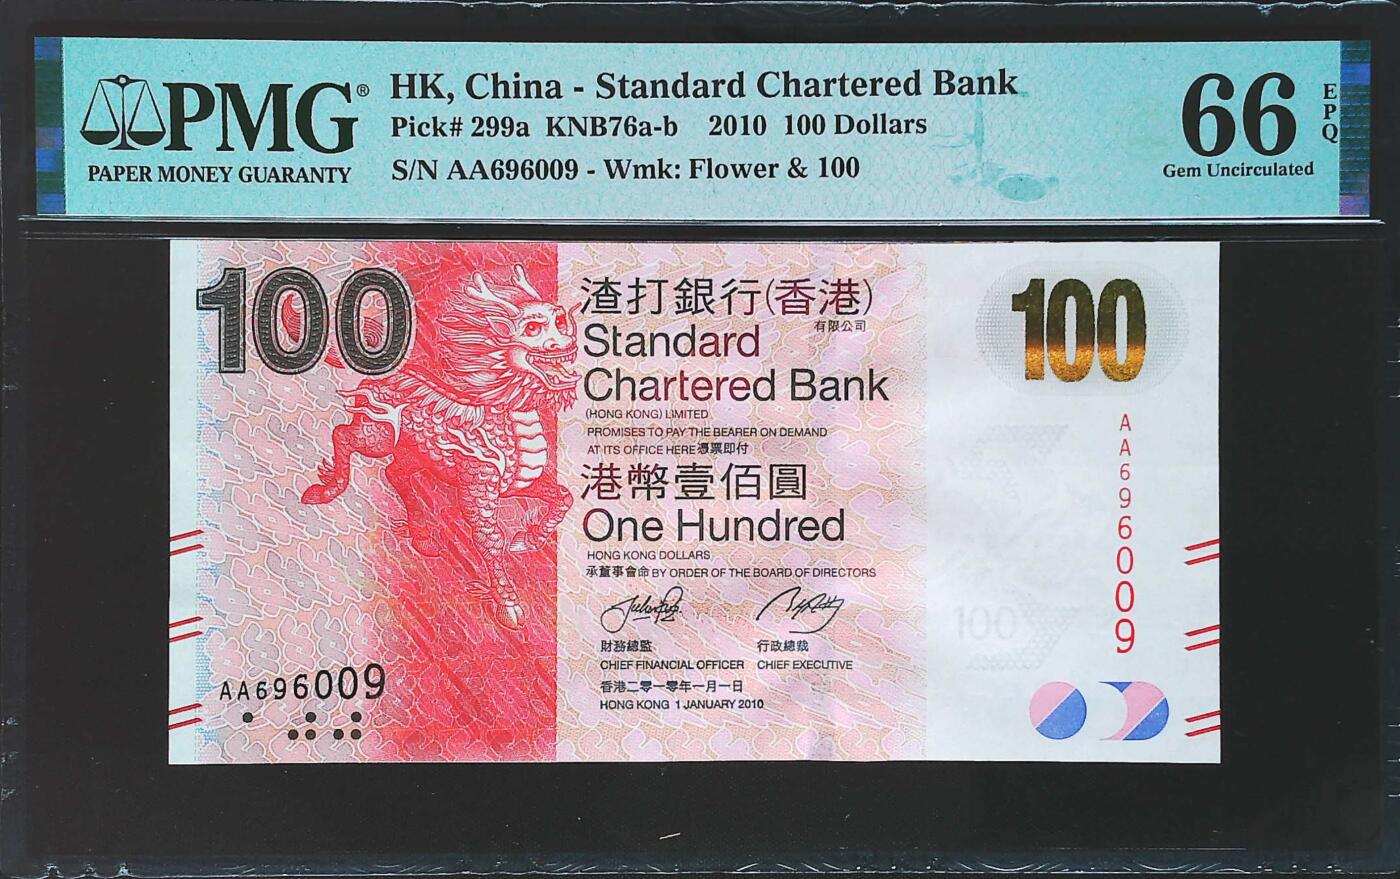 PMG®
PAPER MONEY GUARANTY
HK, China - Standard Chartered Bank
Pick# 299a KNB76a-b 2010 100 Dollars
S/N AA696009 - Wmk: Flower & 100
66
EPQ
Gem Uncirculated
100
渣打銀行(香港)
有限公司
Standard
Chartered Bank
(HONG KONG) LIMITED
PROMISES TO PAY THE BEARER ON DEMAND
AT ITS OFFICE HERE 憑票即付
港幣壹佰圓
One Hundred
HONG KONG DOLLARS
承董事會命 BY ORDER OF THE BOARD OF DIRECTORS
財務總監 行政總裁
CHIEF FINANCIAL OFFICER CHIEF EXECUTIVE
香港二零一零年一月一日
HONG KONG 1 JANUARY 2010
AA696009
100
AA696009
100